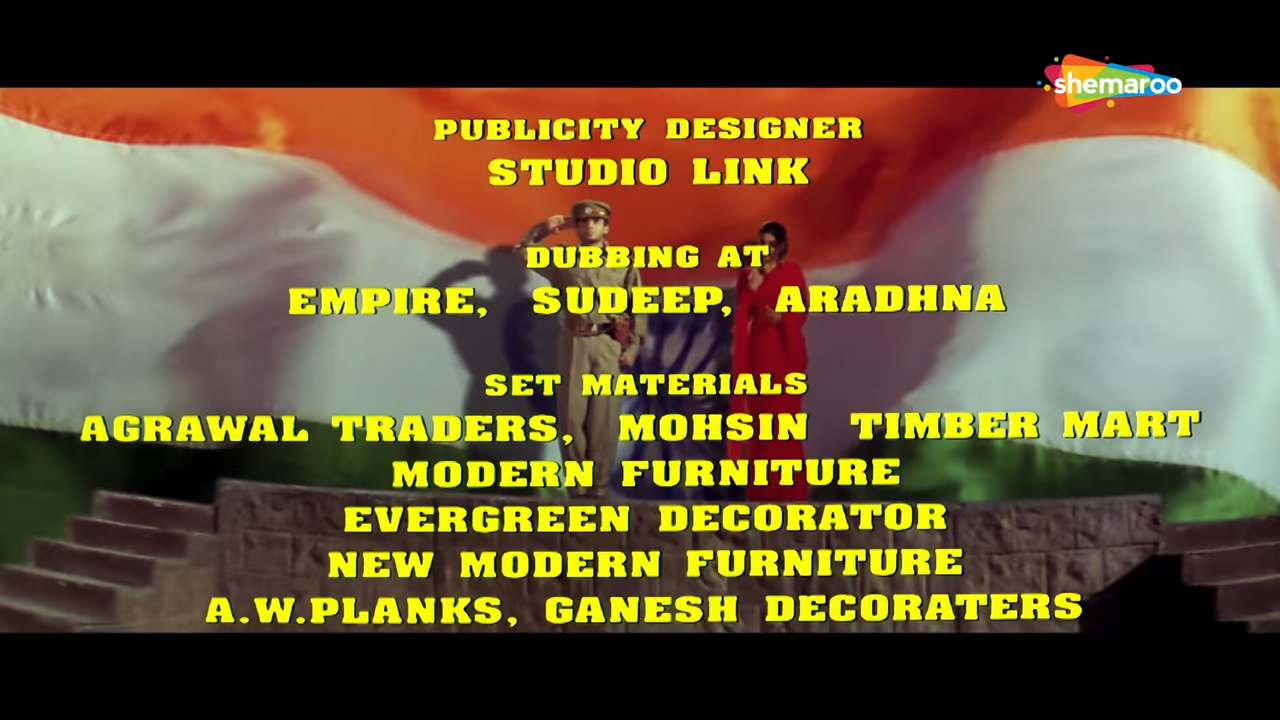 shemaroo
PUBLICITY DESIGNER
STUDIO LINK
DUBBING AT
EMPIRE, SUDEEP, ARADHNA
SET MATERIALS
AGRAWAL TRADERS, MOHSIN TIMBER MART
MODERN FURNITURE
EVERGREEN DECORATOR
NEW MODERN FURNITURE
A.W.PLANKS, GANESH DECORATERS